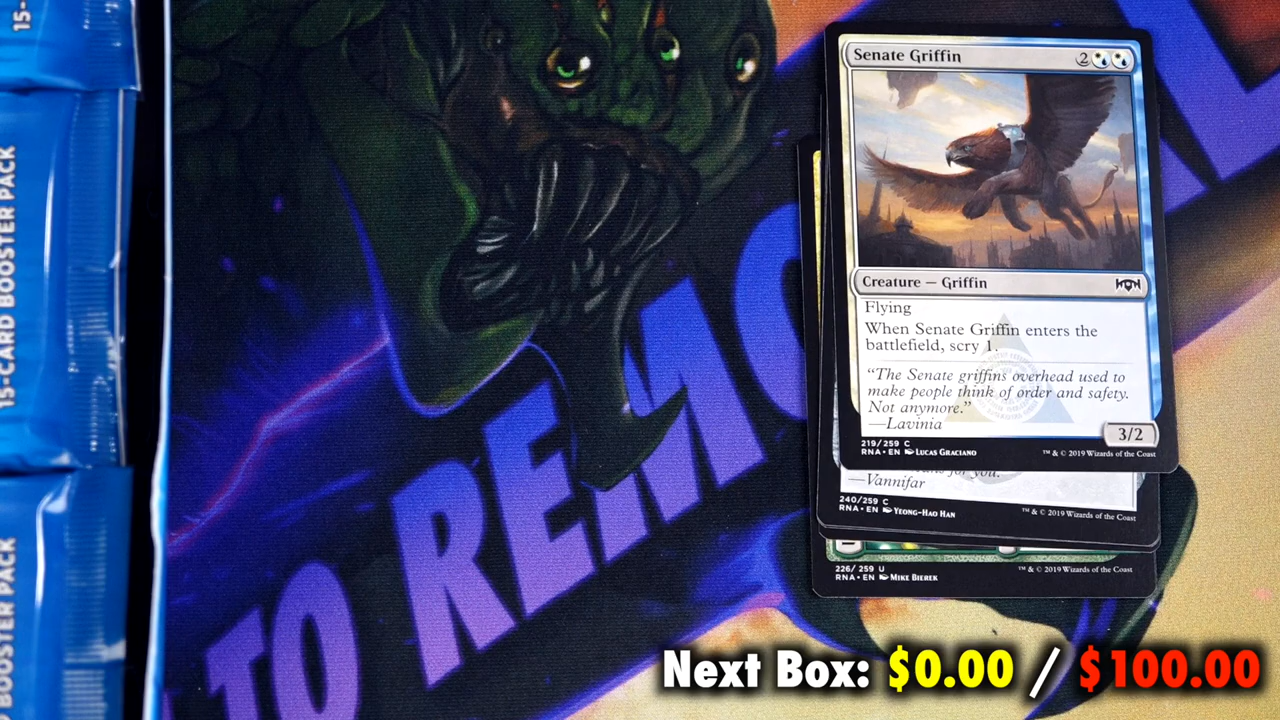 15-
15-CARD BOOSTER PACK
BOOSTER PACK
TO REMO
Senate Griffin 2
Creature — Griffin
Flying
When Senate Griffin enters the
battlefield, scry 1.
“The Senate griffins overhead used to
make people think of order and safety.
Not anymore.”
—Lavinia
3/2
219/259 C
RNA • EN Lucas Graciano ™ & © 2019 Wizards of the Coast
for you.
—Vannifar
240/259 C
RNA • EN Yeong-Hao Han ™ & © 2019 Wizards of the Coast
226/259 U
RNA • EN Mike Bierek ™ & © 2019 Wizards of the Coast
Next Box: $0.00 / $100.00